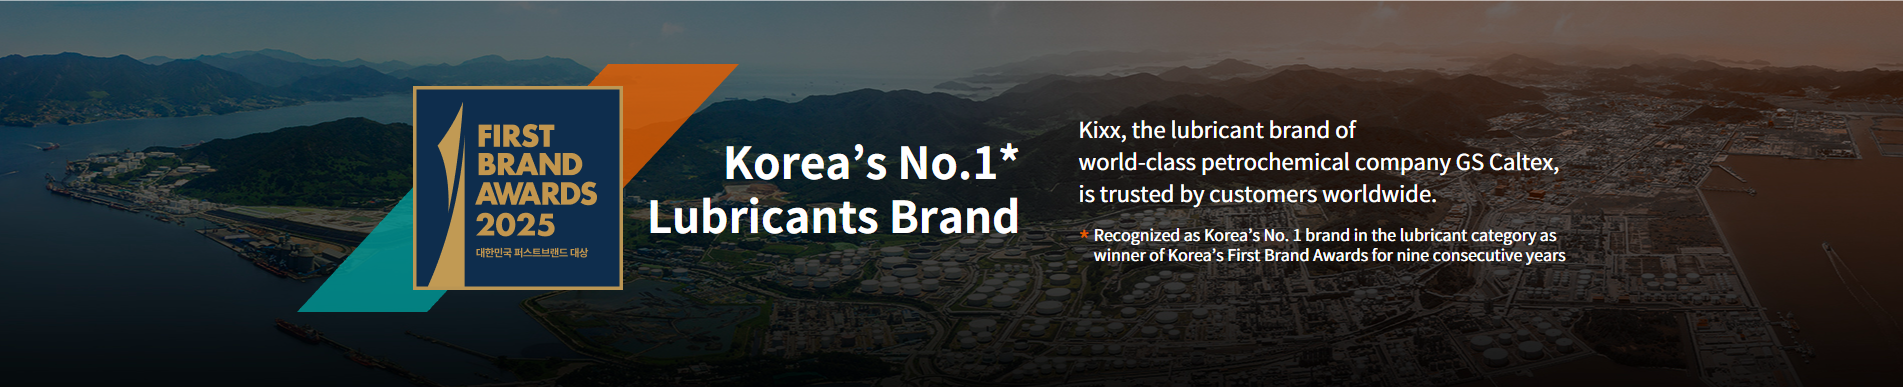 FIRST
BRAND
AWARDS
2025
대한민국 퍼스트브랜드 대상
Korea’s No.1*
Lubricants Brand
Kixx, the lubricant brand of
world-class petrochemical company GS Caltex,
is trusted by customers worldwide.
* Recognized as Korea’s No. 1 brand in the lubricant category as
winner of Korea’s First Brand Awards for nine consecutive years